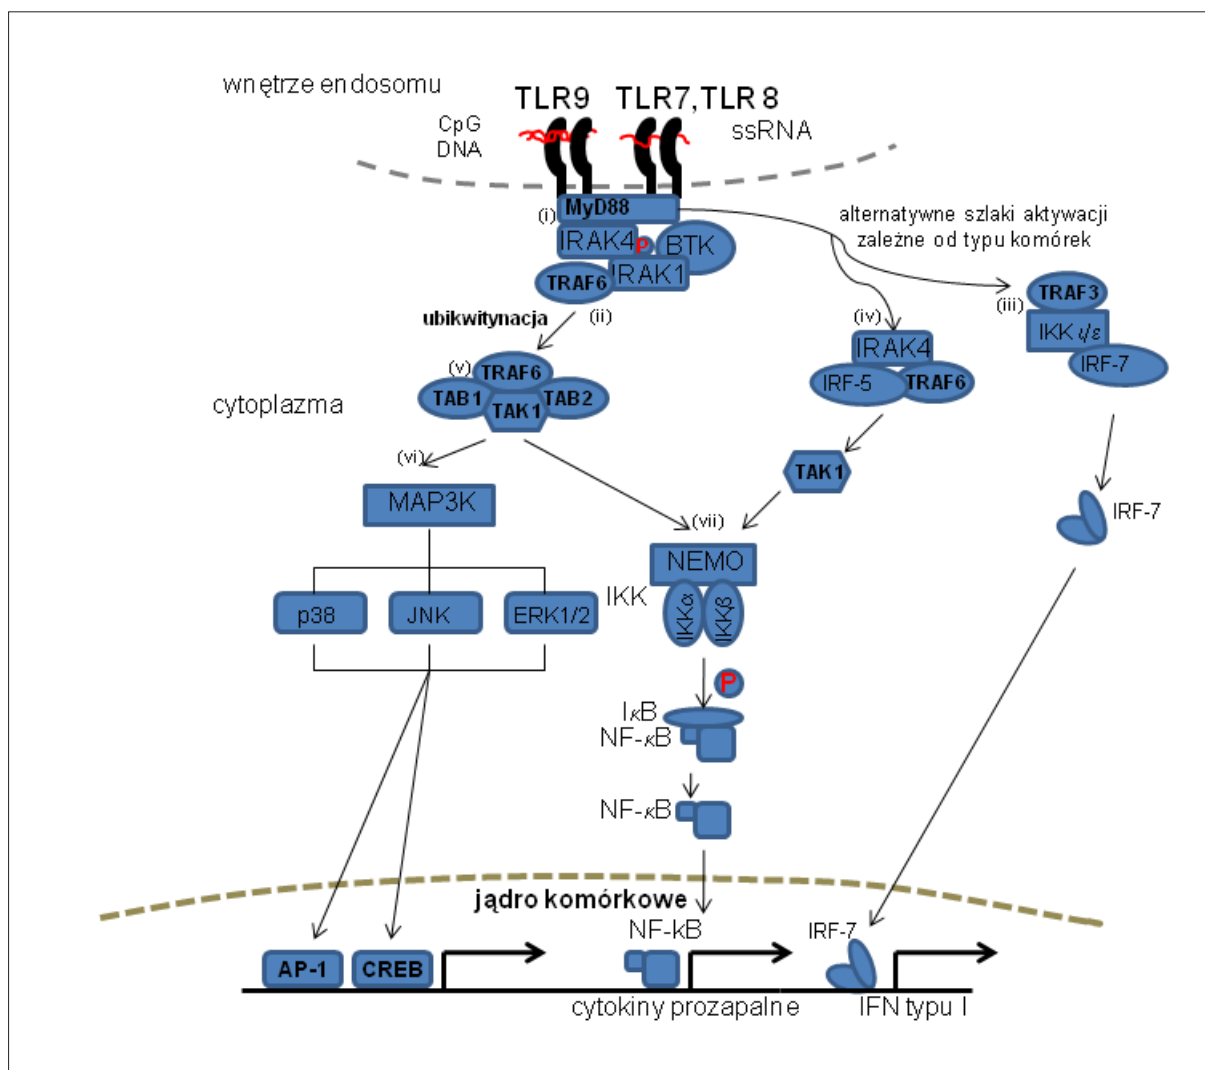 wnętrze endosomu
TLR9
TLR7, TLR 8
CpG
DNA
ssRNA
(i)
MyD88
IRAK4
P
BTK
IRAK1
TRAF6
alternatywne szlaki aktywacji
zależne od typu komórek
ubikwitynacja
(ii)
(iii)
TRAF3
IKK ι/ε
IRF-7
(iv)
IRAK4
IRF-5
TRAF6
(v)
TRAF6
TAB1
TAB2
TAK1
cytoplazma
(vi)
TAK1
MAP3K
(vii)
NEMO
IRF-7
p38
JNK
ERK1/2
IKK
IKKα
IKKβ
P
IκB
NF-κB
NF-κB
jądro komórkowe
NF-kB
IRF-7
AP-1
CREB
cytokiny prozapalne
IFN typu I